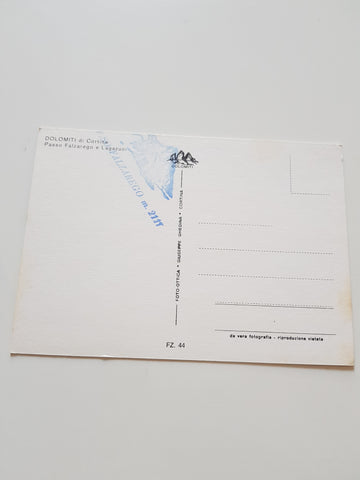 DOLOMITI di Cortina
Passo Falzarego e Lagazuoi
FALZAREGO m. 2117
DOLOMITI
FOTO-OTTICA • GIUSEPPE GHEDINA • CORTINA
da vera fotografia - riproduzione vietata
FZ. 44